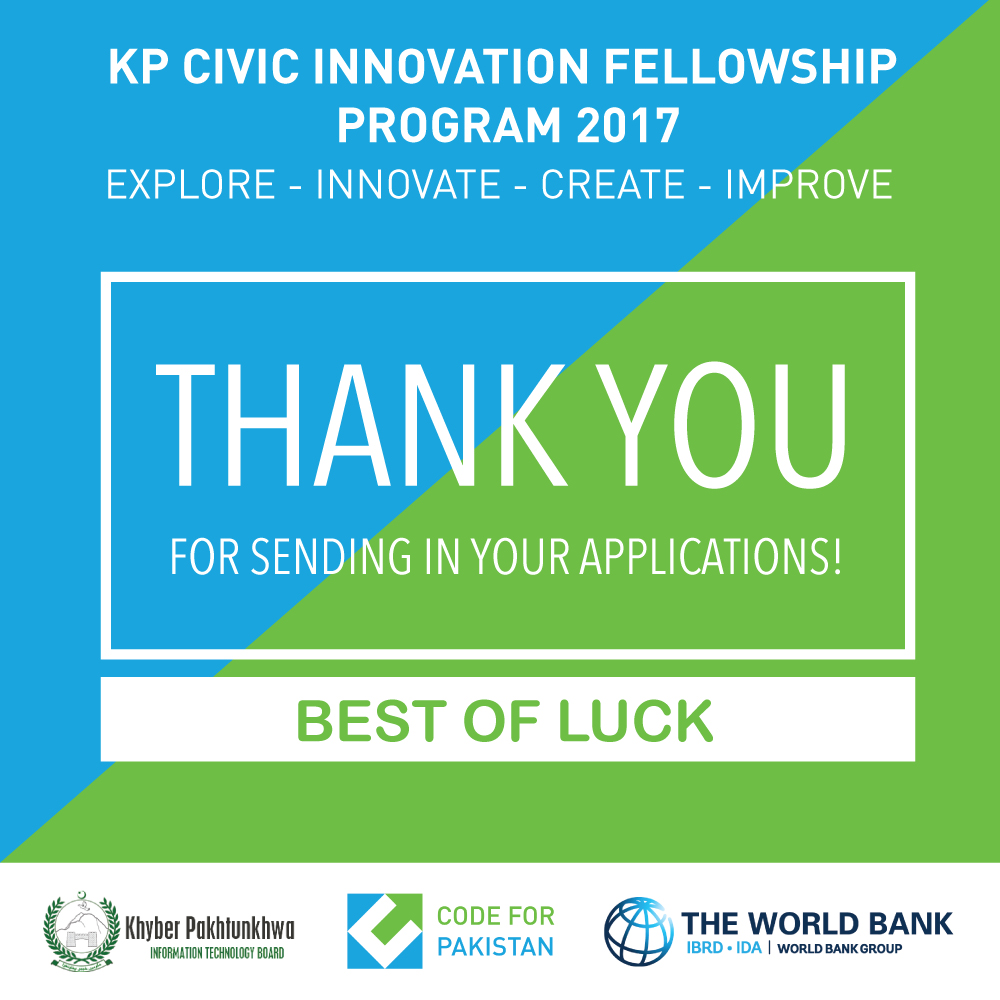 KP CIVIC INNOVATION FELLOWSHIP
PROGRAM 2017
EXPLORE - INNOVATE - CREATE - IMPROVE
THANK YOU
FOR SENDING IN YOUR APPLICATIONS!
BEST OF LUCK
Khyber Pakhtunkhwa
INFORMATION TECHNOLOGY BOARD
CODE FOR
PAKISTAN
THE WORLD BANK
IBRD • IDA | WORLD BANK GROUP